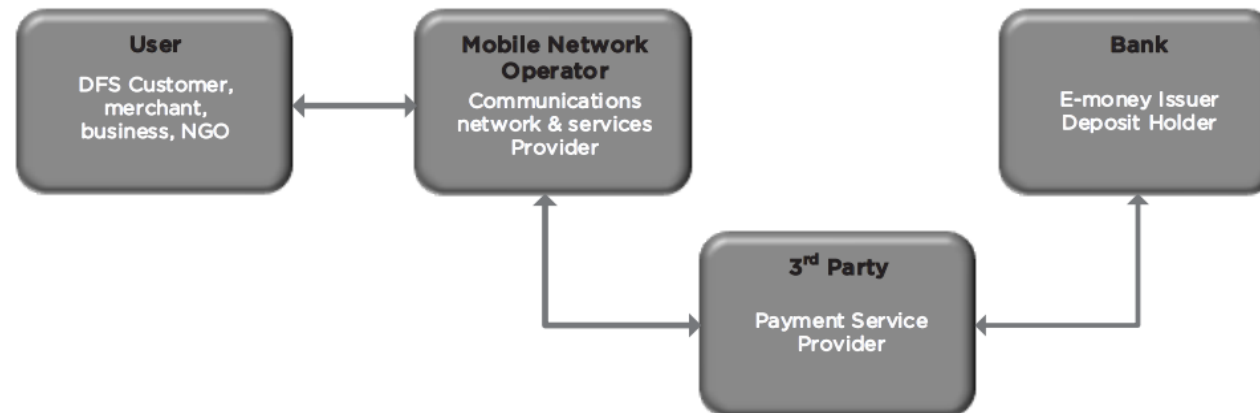 User
DFS Customer,
merchant,
business, NGO
Mobile Network
Operator
Communications
network & services
Provider
Bank
E-money Issuer
Deposit Holder
3rd Party
Payment Service
Provider